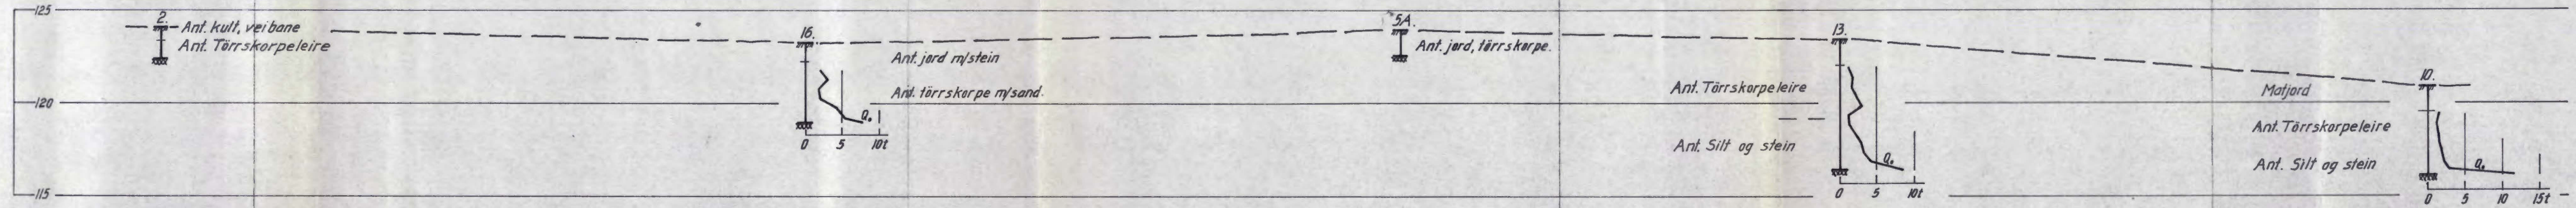 125
120
115
2.
Ant. kult, veibane
Ant. Törrskorpeleire
16.
Ant. jord m/stein
Ant. törrskorpe m/sand.
Q.
0 5 10t
5A.
Ant. jord, törrskorpe.
13.
Ant. Törrskorpeleire
Ant. Silt og stein
Q.
0 5 10t
10.
Matjord
Ant. Törrskorpeleire
Ant. Silt og stein
Q.
0 5 10 15t